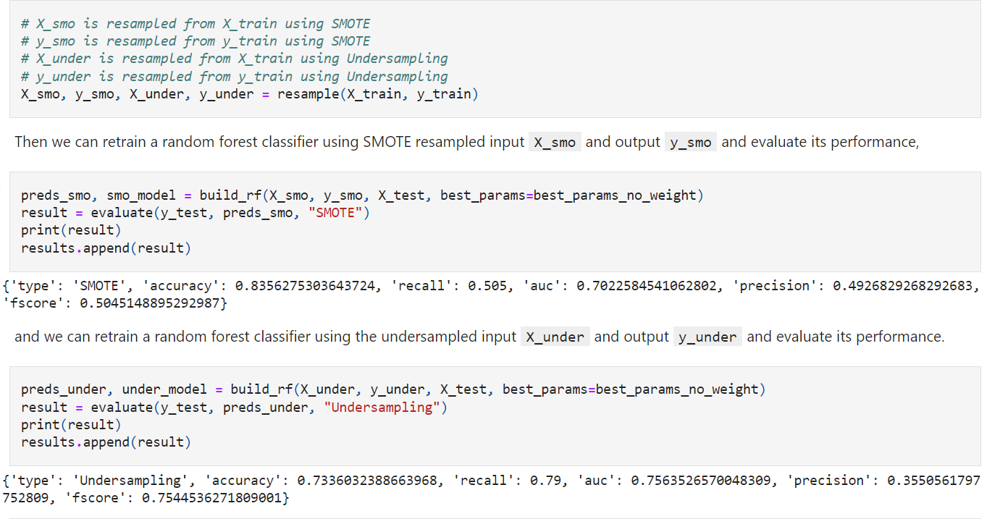 # X_smo is resampled from X_train using SMOTE
# y_smo is resampled from y_train using SMOTE
# X_under is resampled from X_train using Undersampling
# y_under is resampled from y_train using Undersampling
X_smo, y_smo, X_under, y_under = resample(X_train, y_train)
Then we can retrain a random forest classifier using SMOTE resampled input X_smo and output y_smo and evaluate its performance,
preds_smo, smo_model = build_rf(X_smo, y_smo, X_test, best_params=best_params_no_weight)
result = evaluate(y_test, preds_smo, "SMOTE")
print(result)
results.append(result)
{'type': 'SMOTE', 'accuracy': 0.8356275303643724, 'recall': 0.505, 'auc': 0.7022584541062802, 'precision': 0.4926829268292683,
'fscore': 0.5045148895292987}
and we can retrain a random forest classifier using the undersampled input X_under and output y_under and evaluate its performance.
preds_under, under_model = build_rf(X_under, y_under, X_test, best_params=best_params_no_weight)
result = evaluate(y_test, preds_under, "Undersampling")
print(result)
results.append(result)
{'type': 'Undersampling', 'accuracy': 0.7336032388663968, 'recall': 0.79, 'auc': 0.7563526570048309, 'precision': 0.3550561797
752809, 'fscore': 0.7544536271809001}